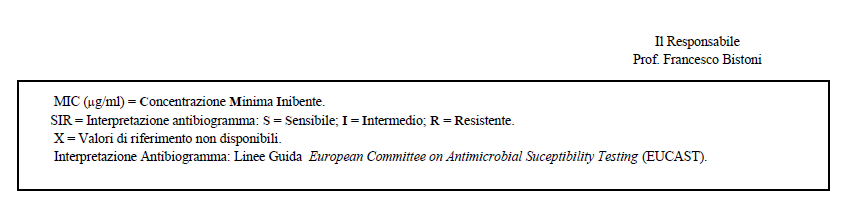 Il Responsabile
Prof. Francesco Bistoni
MIC (µg/ml) = Concentrazione Minima Inibente.
SIR = Interpretazione antibiogramma: S = Sensibile; I = Intermedio; R = Resistente.
X = Valori di riferimento non disponibili.
Interpretazione Antibiogramma: Linee Guida European Committee on Antimicrobial Suceptibility Testing (EUCAST).